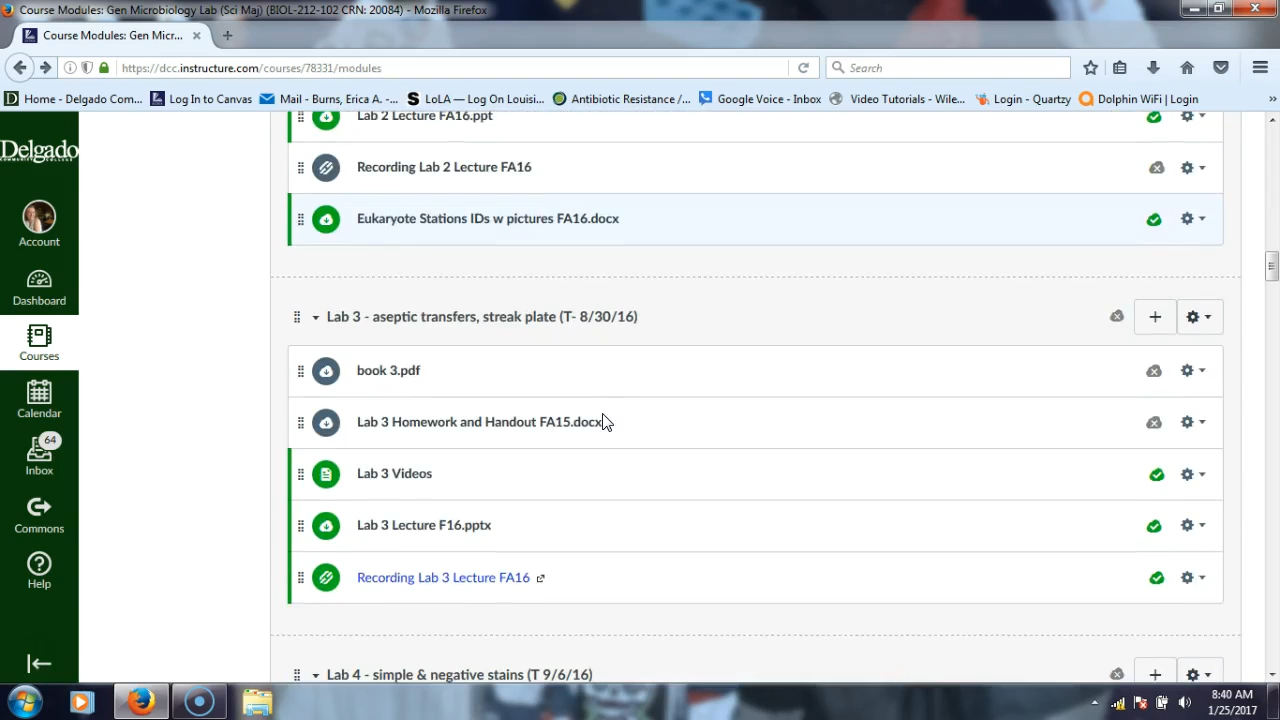 Course Modules: Gen Microbiology Lab (Sci Maj) (BIOL-212-102 CRN: 20084) - Mozilla Firefox
Course Modules: Gen Micr...
https://dcc.instructure.com/courses/78331/modules
Search
Home - Delgado Com...
Log In to Canvas
Mail - Burns, Erica A. -...
LoLA — Log On Louisi...
Antibiotic Resistance /...
Google Voice - Inbox
Video Tutorials - Wile...
Login - Quartzy
Dolphin WiFi | Login
Delgado
COMMUNITY COLLEGE
Account
Dashboard
Courses
Calendar
64
Inbox
Commons
Help
Lab 2 Lecture FA16.ppt
Recording Lab 2 Lecture FA16
Eukaryote Stations IDs w pictures FA16.docx
Lab 3 - aseptic transfers, streak plate (T- 8/30/16)
book 3.pdf
Lab 3 Homework and Handout FA15.docx
Lab 3 Videos
Lab 3 Lecture F16.pptx
Recording Lab 3 Lecture FA16
Lab 4 - simple & negative stains (T 9/6/16)
8:40 AM
1/25/2017